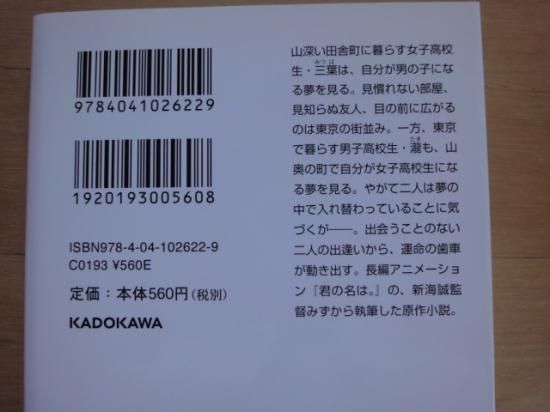 9784041026229
1920193005608
ISBN978-4-04-102622-9
C0193 ¥560E
定価：本体560円（税別）
KADOKAWA
山深い田舎町に暮らす女子高校
みつは
生・三葉は、自分が男の子にな
る夢を見る。見慣れない部屋、
見知らぬ友人、目の前に広がる
のは東京の街並み。一方、東京
たき
で暮らす男子高校生・瀧も、山
奥の町で自分が女子高校生にな
る夢を見る。やがて二人は夢の
中で入れ替わっていることに気
づくが――。出会うことのない
二人の出逢いから、運命の歯車
が動き出す。長編アニメーショ
ン『君の名は。』の、新海誠監
督みずから執筆した原作小説。